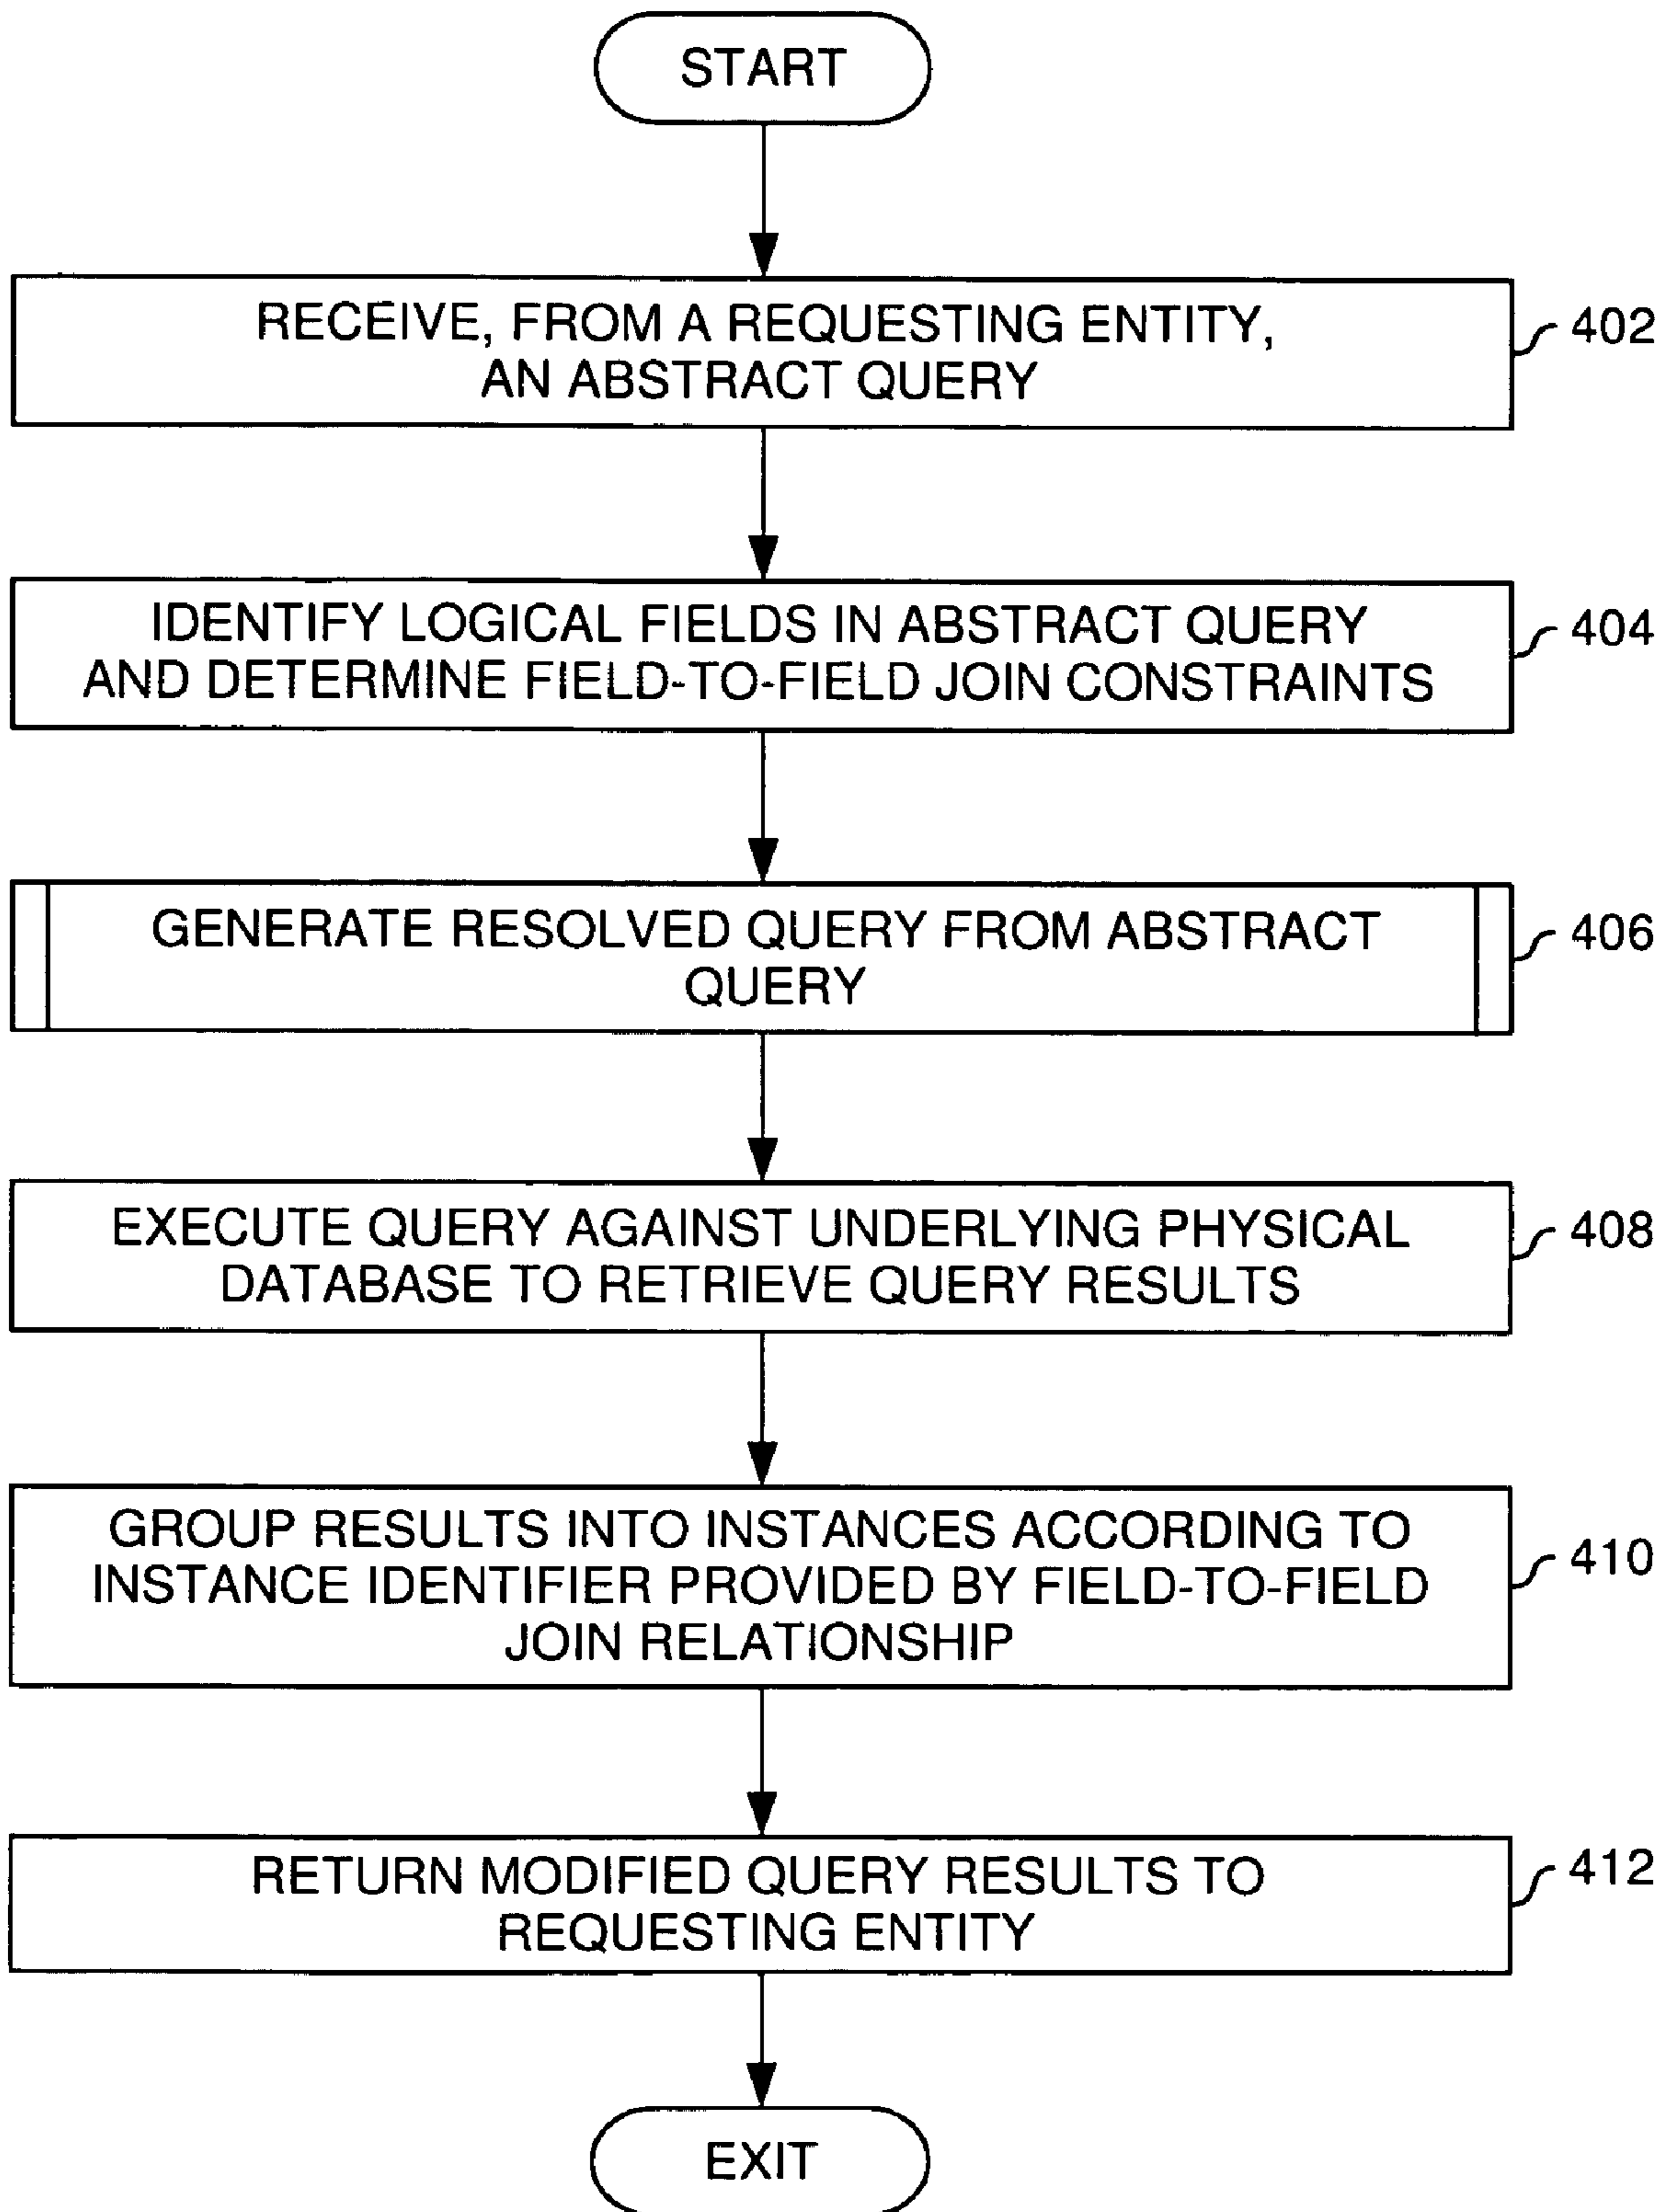 START
RECEIVE, FROM A REQUESTING ENTITY,
AN ABSTRACT QUERY
402
IDENTIFY LOGICAL FIELDS IN ABSTRACT QUERY
AND DETERMINE FIELD-TO-FIELD JOIN CONSTRAINTS
404
GENERATE RESOLVED QUERY FROM ABSTRACT
QUERY
406
EXECUTE QUERY AGAINST UNDERLYING PHYSICAL
DATABASE TO RETRIEVE QUERY RESULTS
408
GROUP RESULTS INTO INSTANCES ACCORDING TO
INSTANCE IDENTIFIER PROVIDED BY FIELD-TO-FIELD
JOIN RELATIONSHIP
410
RETURN MODIFIED QUERY RESULTS TO
REQUESTING ENTITY
412
EXIT